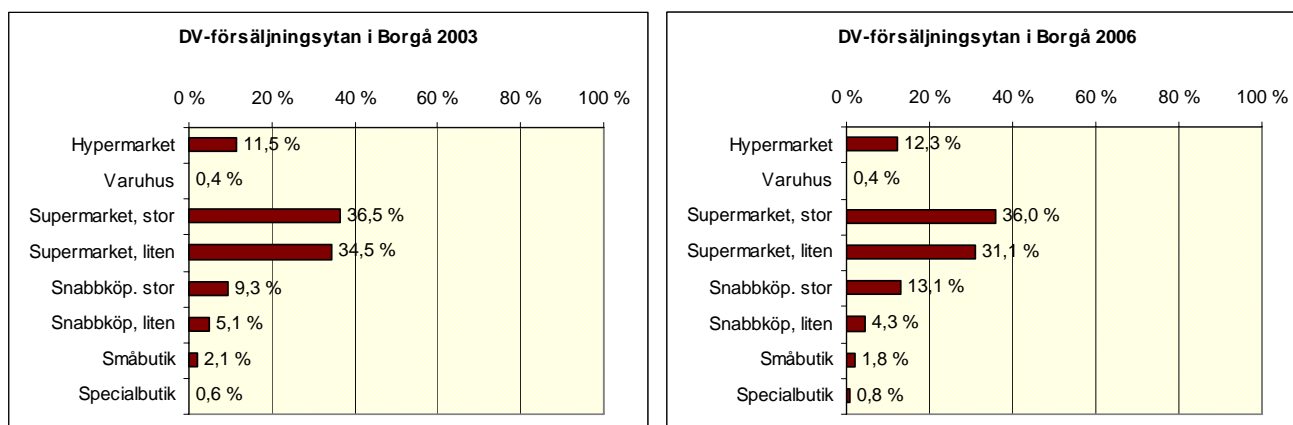 DV-försäljningsytan i Borgå 2003
0 % 20 % 40 % 60 % 80 % 100 %
Hypermarket 11,5 %
Varuhus 0,4 %
Supermarket, stor 36,5 %
Supermarket, liten 34,5 %
Snabbköp. stor 9,3 %
Snabbköp, liten 5,1 %
Småbutik 2,1 %
Specialbutik 0,6 %
DV-försäljningsytan i Borgå 2006
0 % 20 % 40 % 60 % 80 % 100 %
Hypermarket 12,3 %
Varuhus 0,4 %
Supermarket, stor 36,0 %
Supermarket, liten 31,1 %
Snabbköp. stor 13,1 %
Snabbköp, liten 4,3 %
Småbutik 1,8 %
Specialbutik 0,8 %